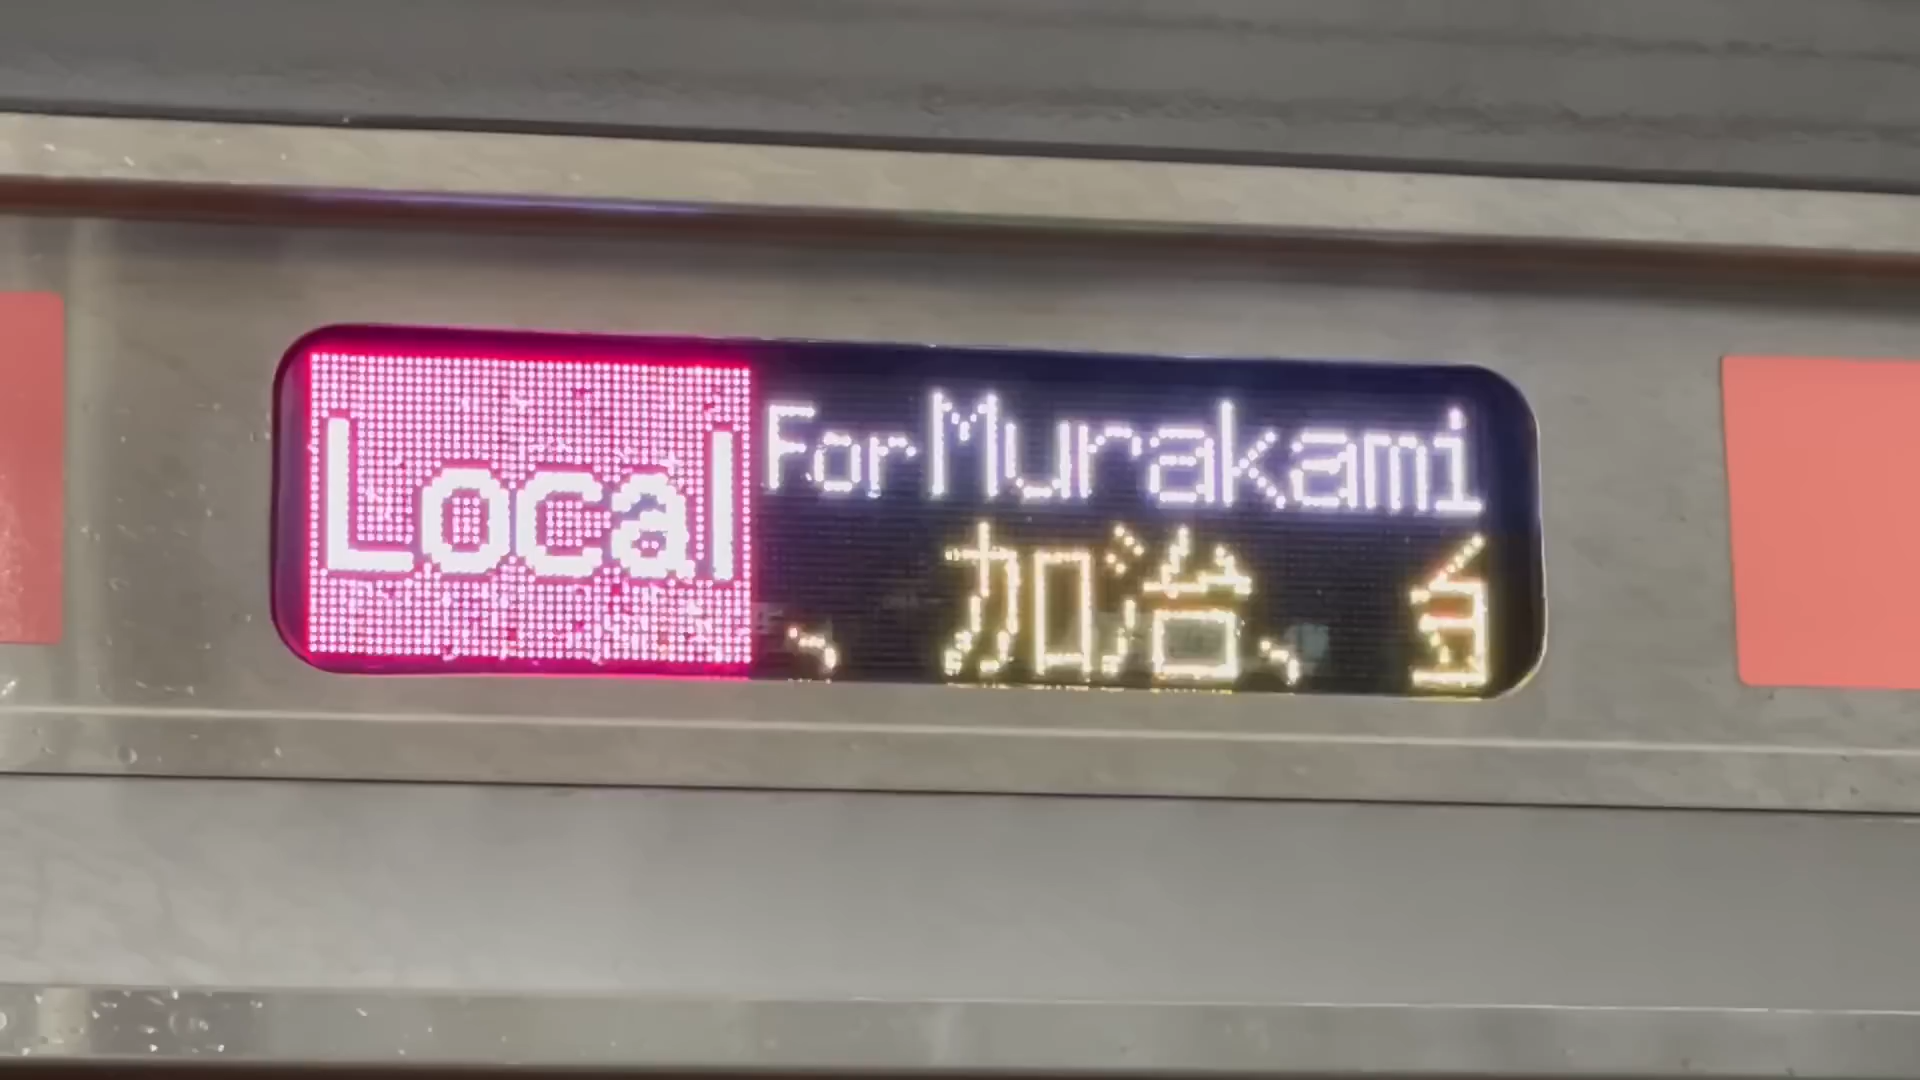 Local
For Murakami
、加治、